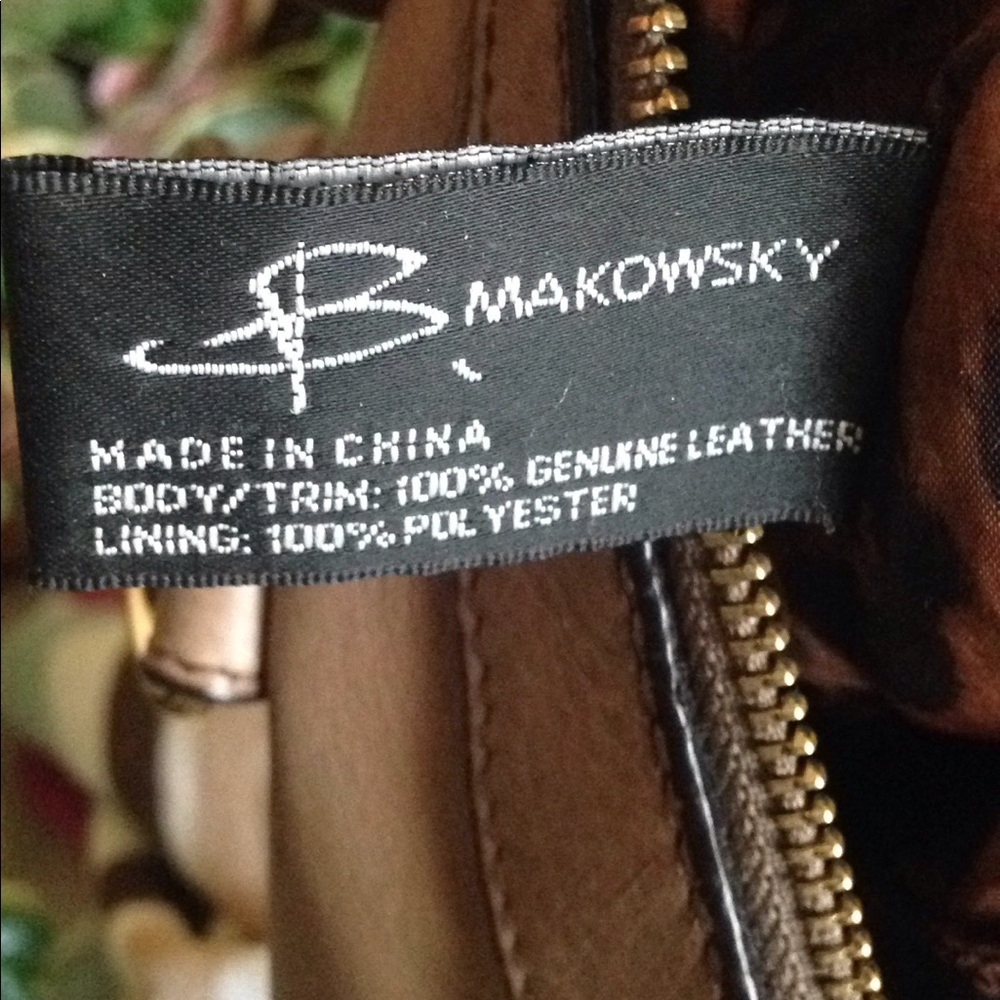 B. MAKOWSKY
MADE IN CHINA
BODY/TRIM: 100% GENUINE LEATHER
LINING: 100% POLYESTER